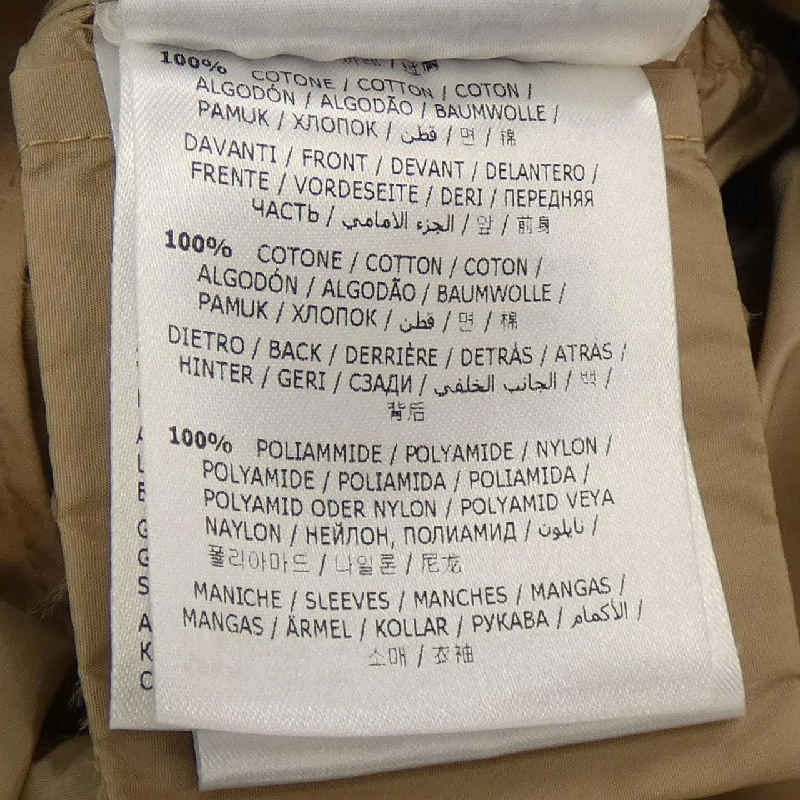 100% COTONE / COTTON / COTON /
ALGODÓN / ALGODÃO / BAUMWOLLE /
PAMUK / ХЛОПОК / قطن / 면 / 棉
DAVANTI / FRONT / DEVANT / DELANTERO /
FRENTE / VORDESEITE / DERI / ПЕРЕДНЯЯ
ЧАСТЬ / الجزء الامامي / 앞 / 前身
100% COTONE / COTTON / COTON /
ALGODÓN / ALGODÃO / BAUMWOLLE /
PAMUK / ХЛОПОК / قطن / 면 / 棉
DIETRO / BACK / DERRIÈRE / DETRÁS / ATRÁS /
HINTER / GERI / СЗАДИ / الجانب الخلفي / 백 /
背后
100% POLIAMMIDE / POLYAMIDE / NYLON /
POLYAMIDE / POLIAMIDA / POLIAMIDA /
POLYAMID ODER NYLON / POLYAMID VEYA
NAYLON / НЕЙЛОН, ПОЛИАМИД / نايلون /
폴리아마드 / 나일론 / 尼龙
MANICHE / SLEEVES / MANCHES / MANGAS /
MANGAS / ÄRMEL / KOLLAR / РУКАВА / الأكمام /
소매 / 衣袖